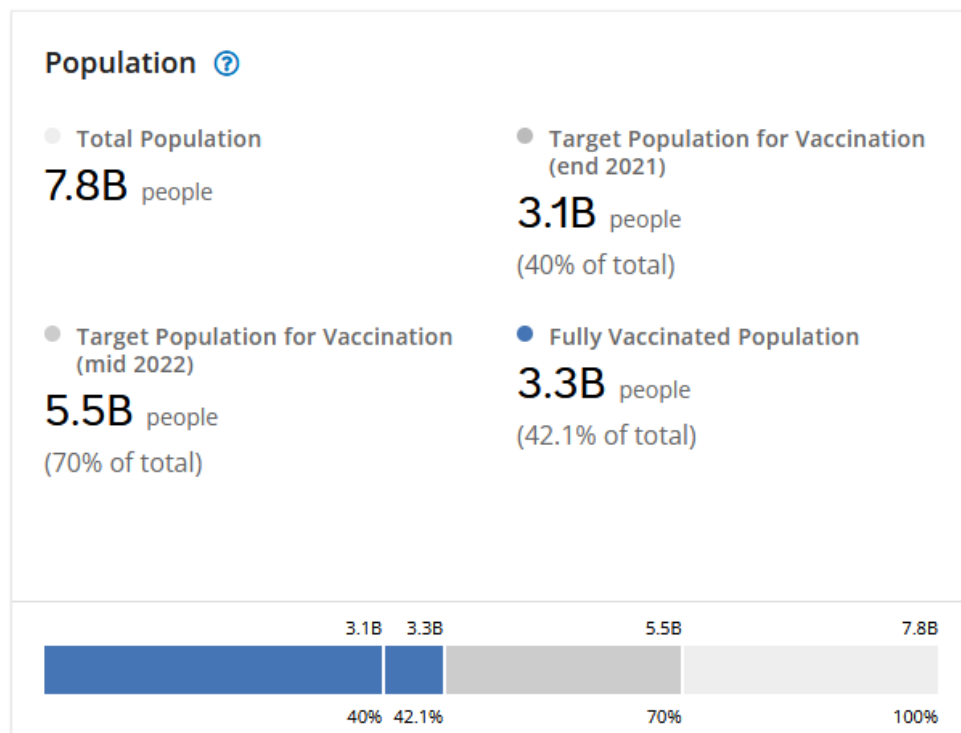 Population ?
Total Population
7.8B people
Target Population for Vaccination
(end 2021)
3.1B people
(40% of total)
Target Population for Vaccination
(mid 2022)
5.5B people
(70% of total)
Fully Vaccinated Population
3.3B people
(42.1% of total)
3.1B 3.3B 5.5B 7.8B
40% 42.1% 70% 100%